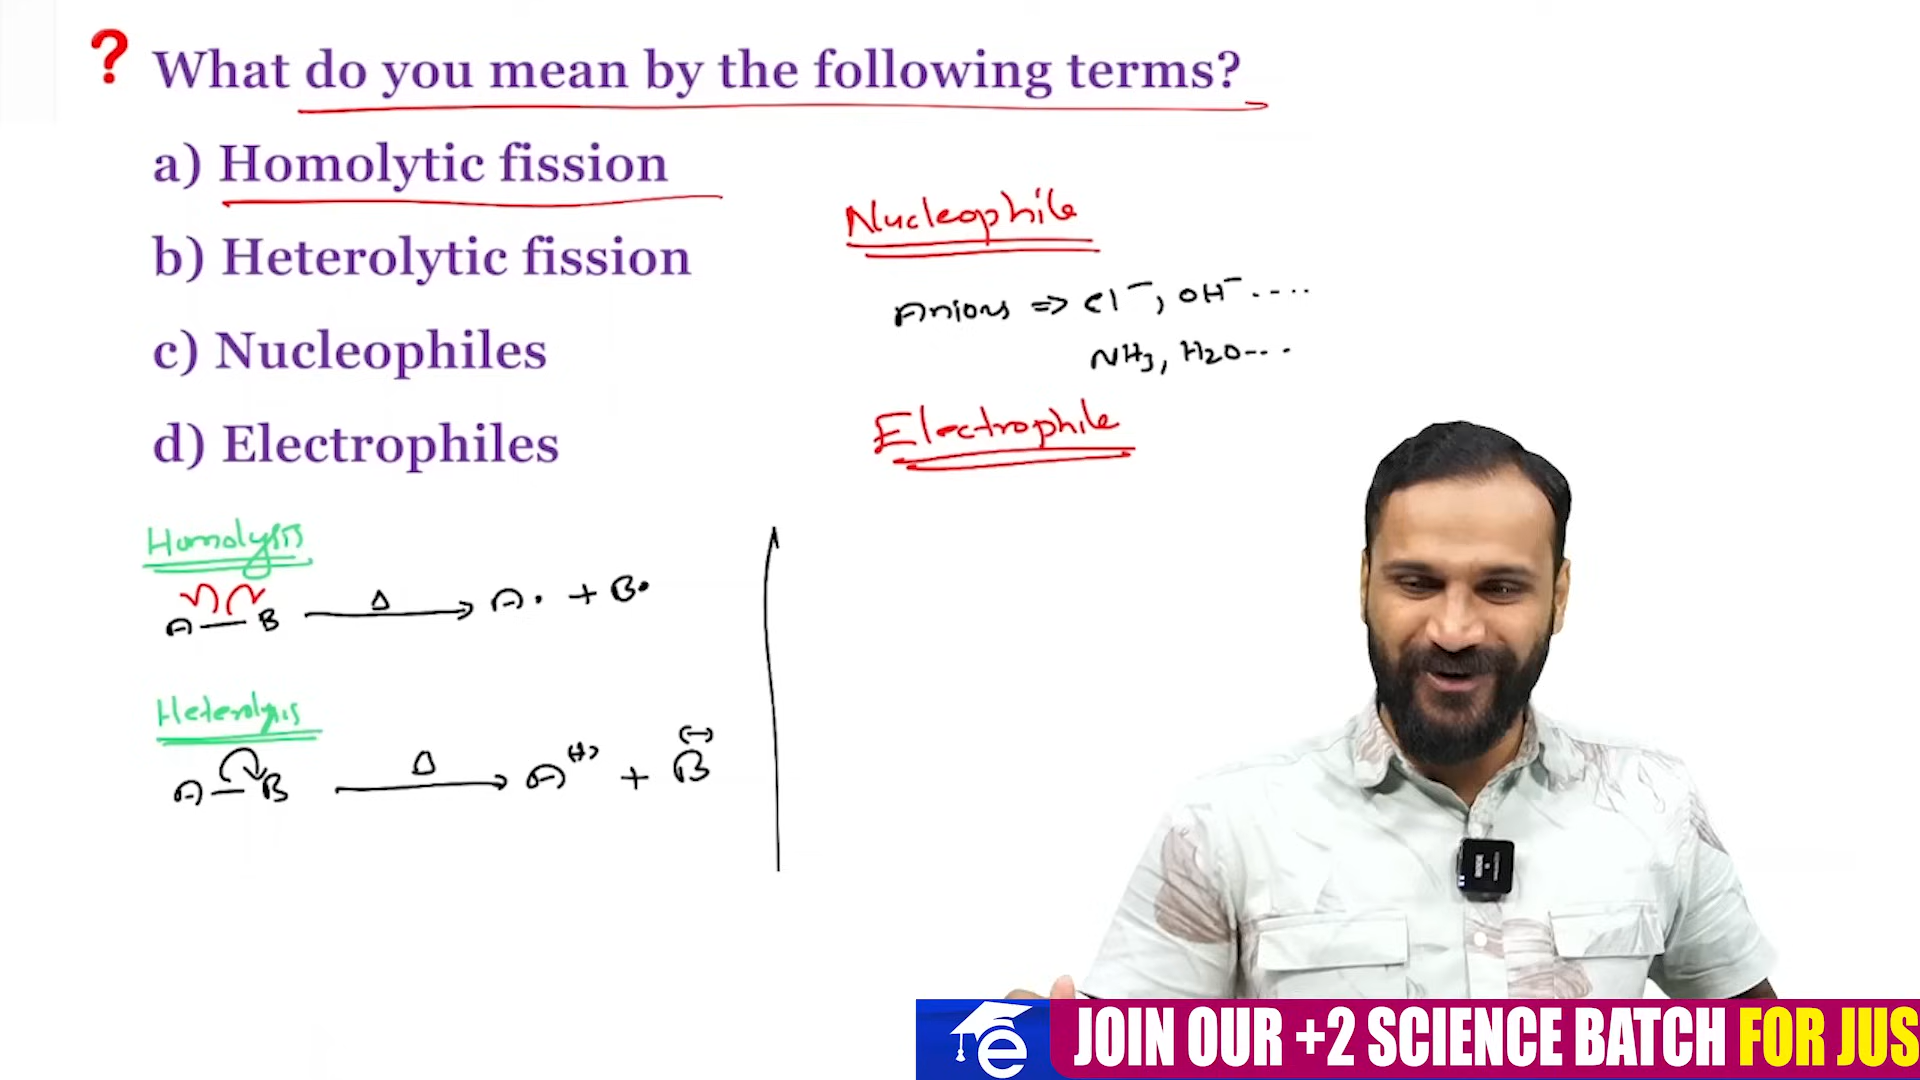 ❓ What do you mean by the following terms?
a) Homolytic fission
b) Heterolytic fission
c) Nucleophiles
d) Electrophiles
Nucleophile
Anions ⇒ Cl⁻, OH⁻ ....
NH₃, H₂O...
Electrophile
Homolysis
A—B —Δ→ A· + B·
Heterolysis
A—B —Δ→ A⁽⁺⁾ + B⁽⁻⁾
e JOIN OUR +2 SCIENCE BATCH FOR JUS